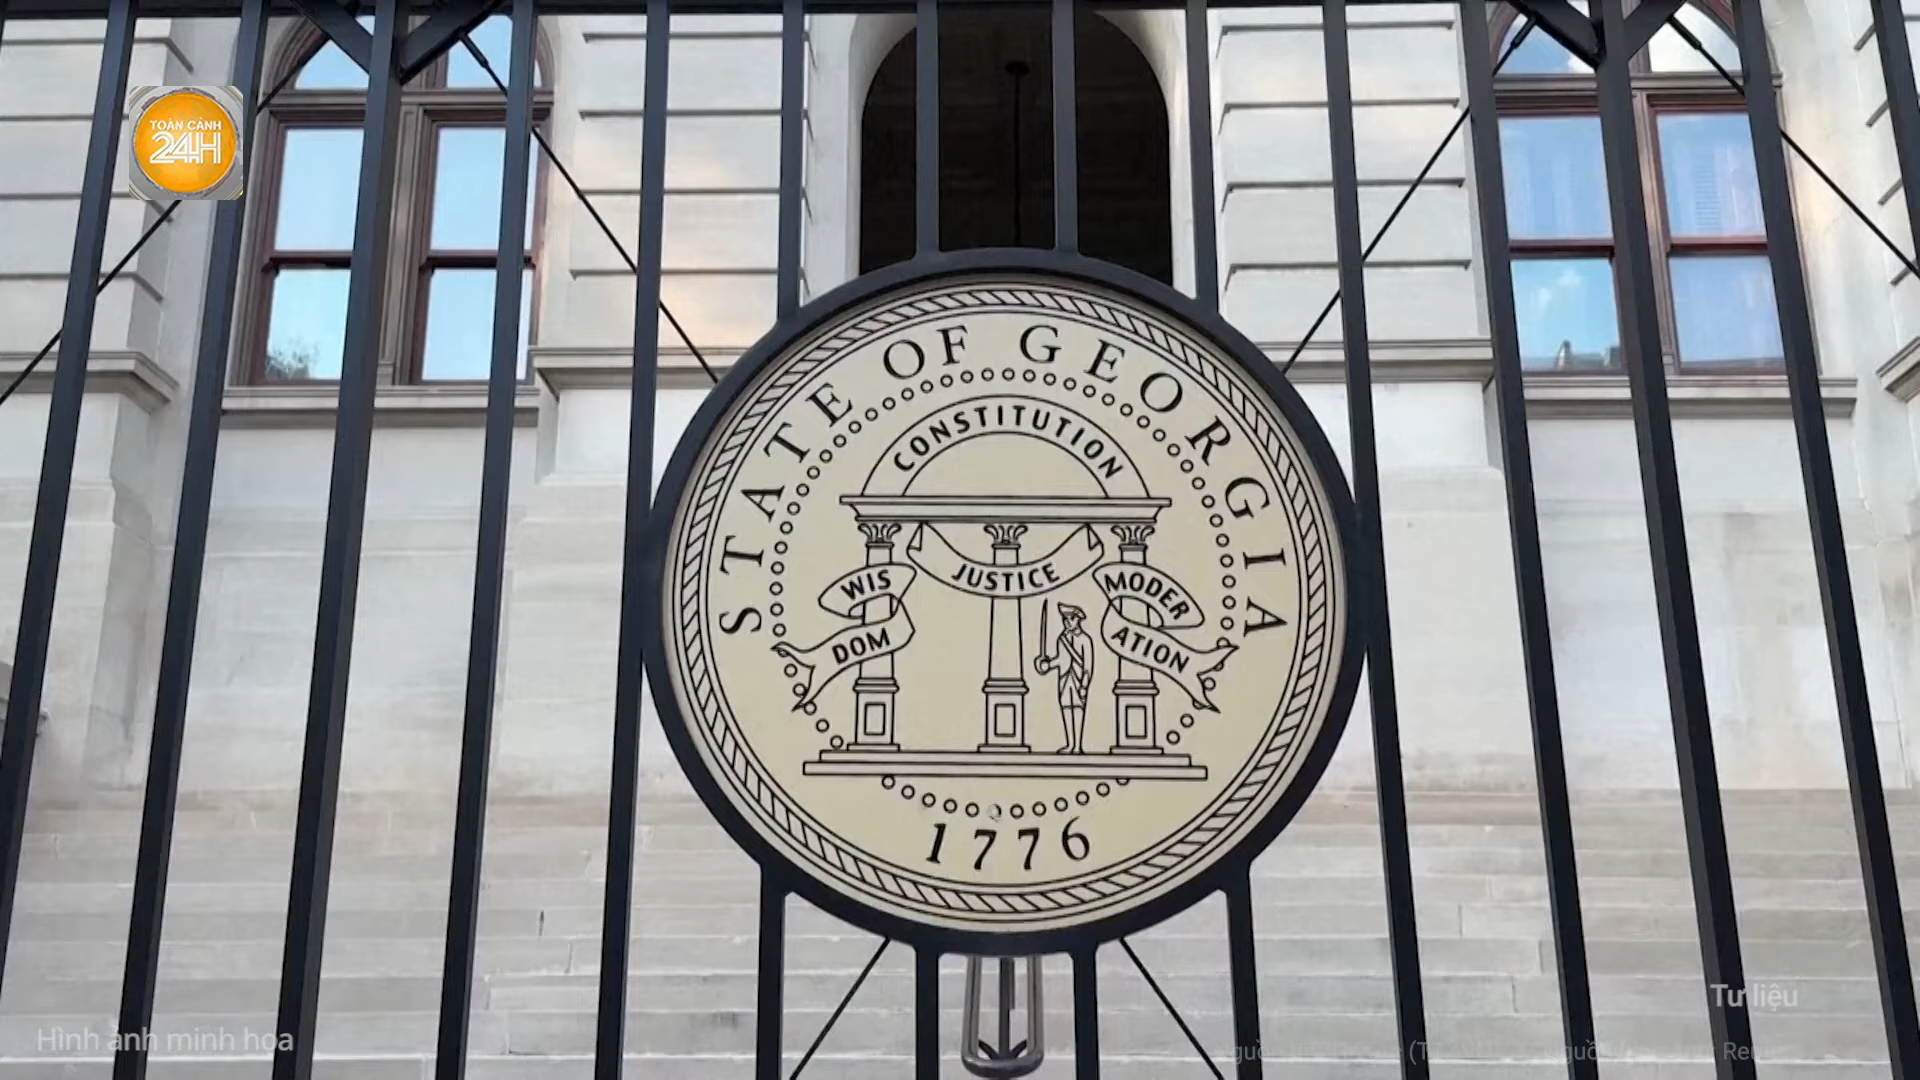 TOÀN CẢNH
24H
STATE OF GEORGIA
CONSTITUTION
WIS
DOM
JUSTICE
MODER
ATION
1776
Tư liệu
Hình ảnh minh họa